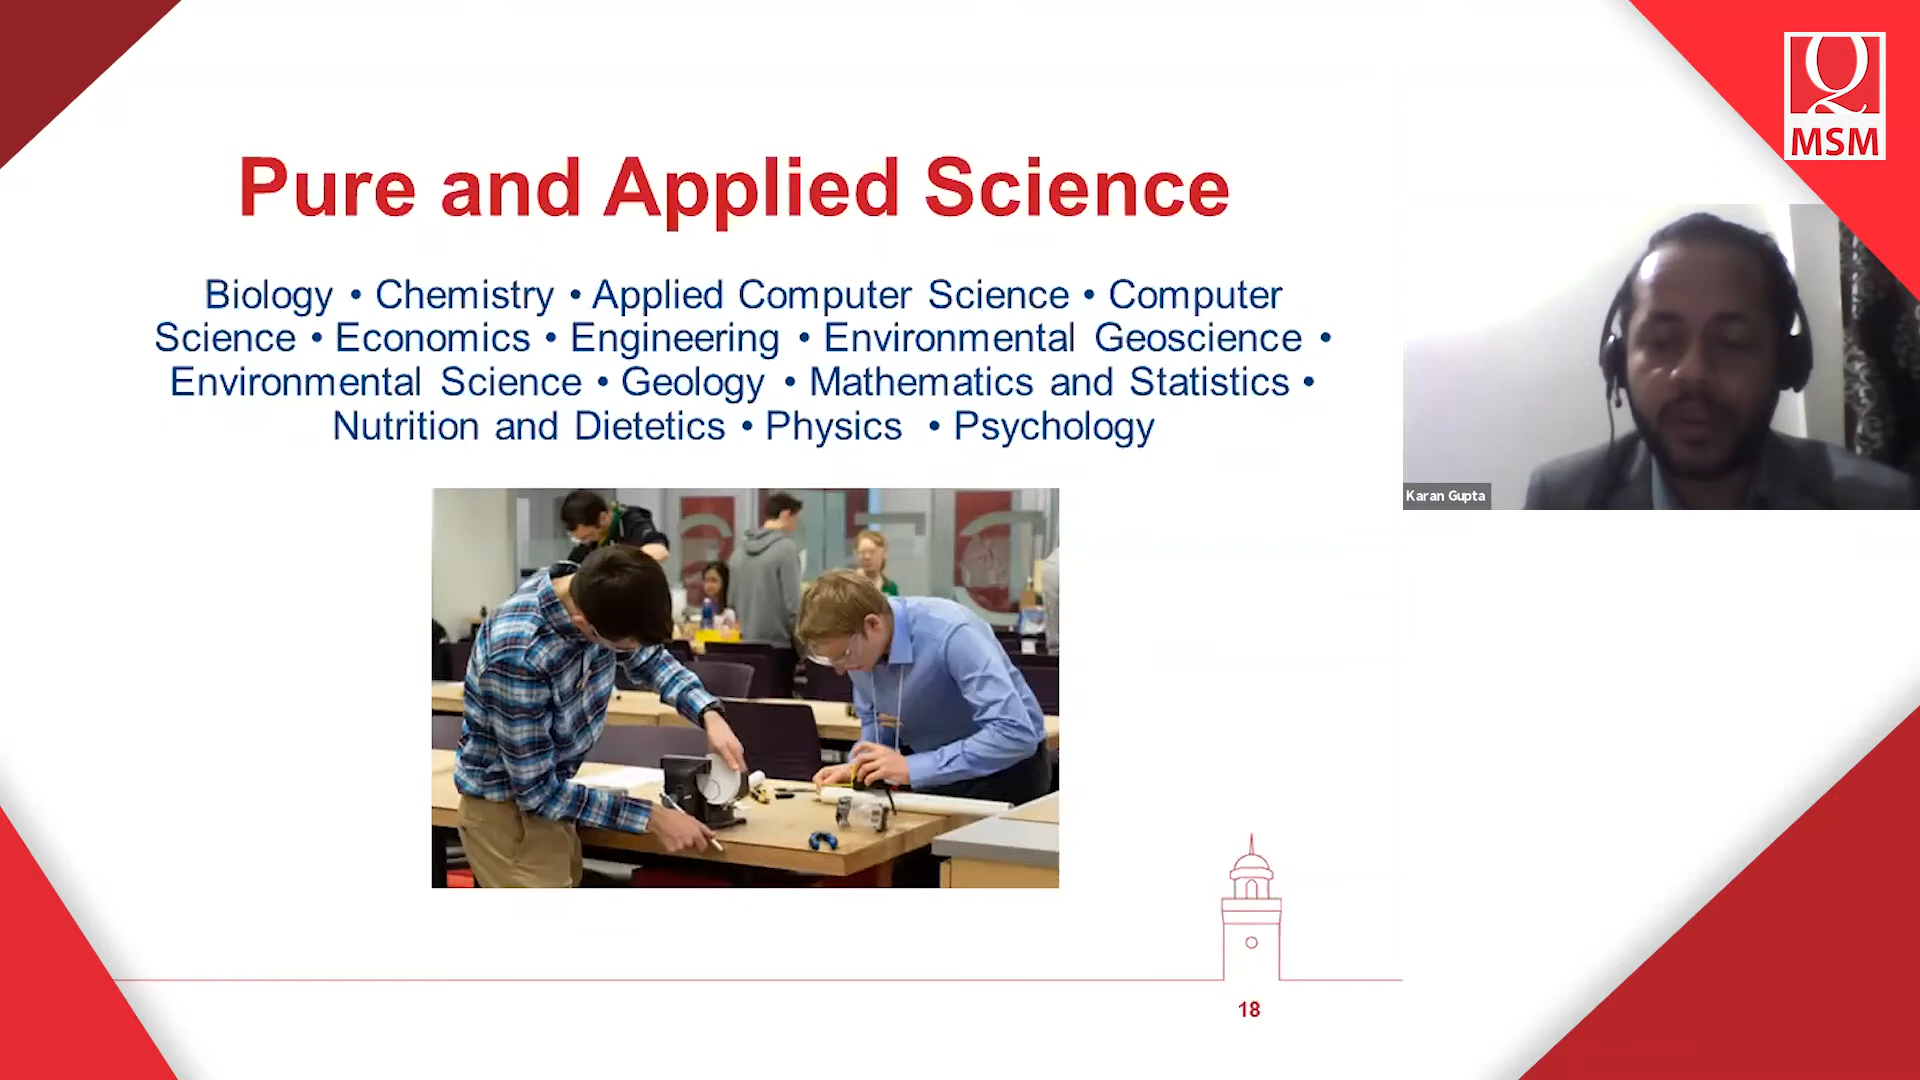 Q
MSM
Pure and Applied Science
Biology • Chemistry • Applied Computer Science • Computer
Science • Economics • Engineering • Environmental Geoscience •
Environmental Science • Geology • Mathematics and Statistics •
Nutrition and Dietetics • Physics • Psychology
Karan Gupta
18